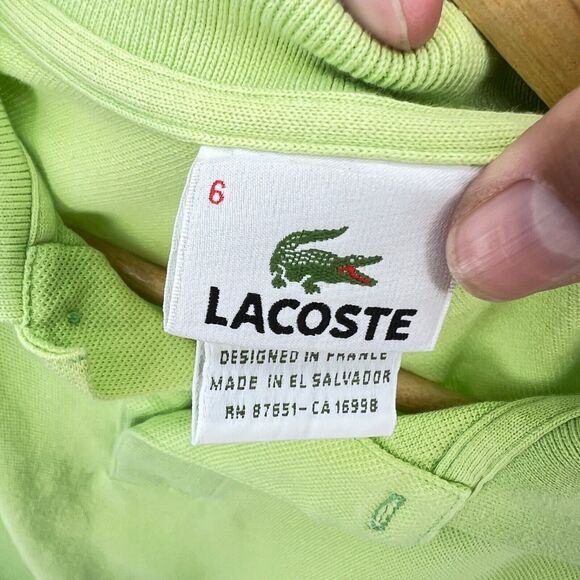 6
LACOSTE
DESIGNED IN FRANCE
MADE IN EL SALVADOR
RN 87651-CA 16998